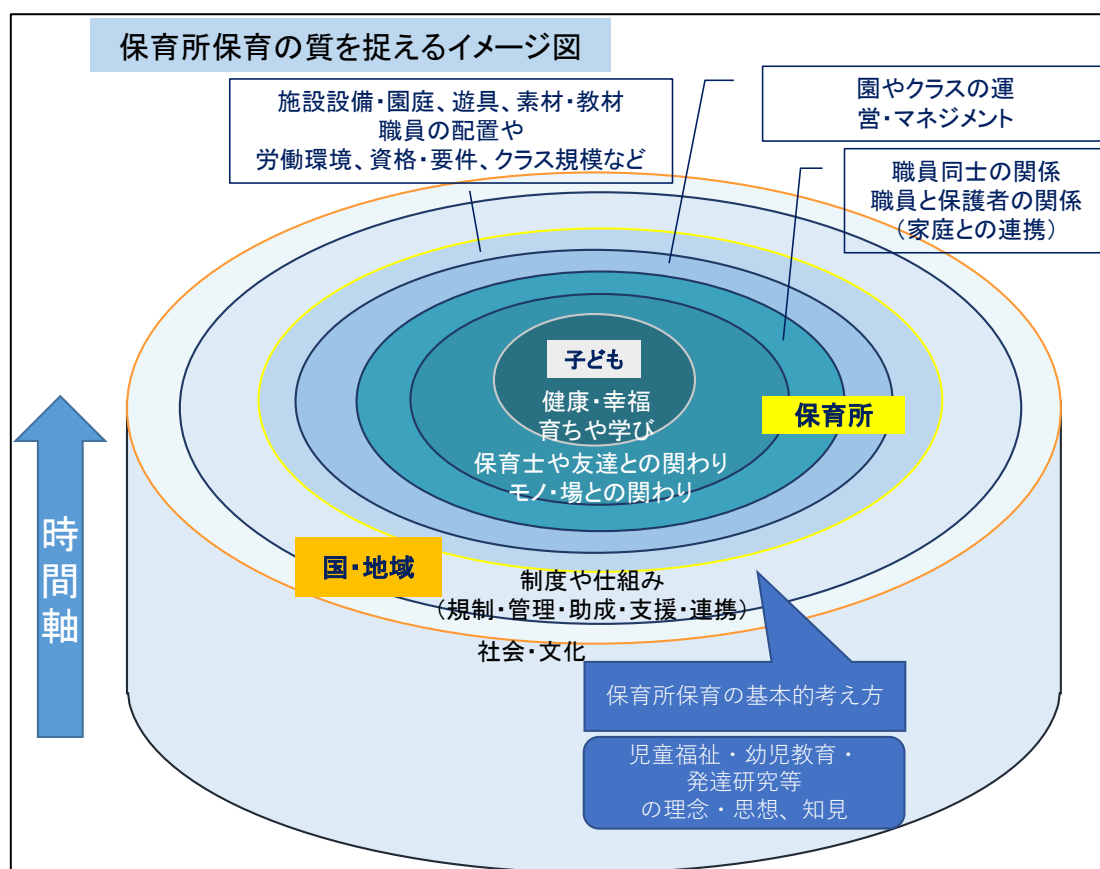 保育所保育の質を捉えるイメージ図
施設設備・園庭、遊具、素材・教材
職員の配置や
労働環境、資格・要件、クラス規模など
園やクラスの運
営・マネジメント
職員同士の関係
職員と保護者の関係
(家庭との連携)
子ども
健康・幸福
育ちや学び
保育士や友達との関わり
モノ・場との関わり
保育所
時間軸
国・地域
制度や仕組み
(規制・管理・助成・支援・連携)
社会・文化
保育所保育の基本的考え方
児童福祉・幼児教育・
発達研究等
の理念・思想、知見